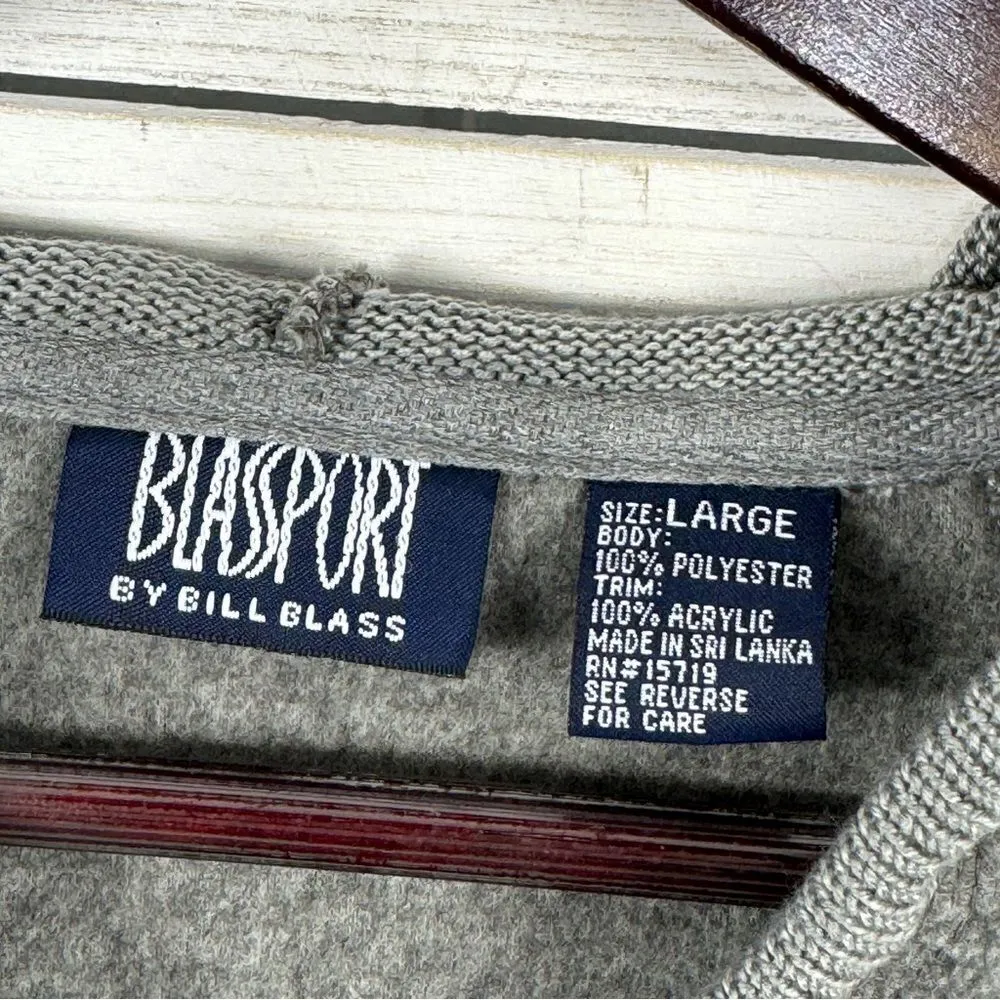 BLASSPORT
BY BILL BLASS
SIZE: LARGE
BODY:
100% POLYESTER
TRIM:
100% ACRYLIC
MADE IN SRI LANKA
RN#15719
SEE REVERSE
FOR CARE